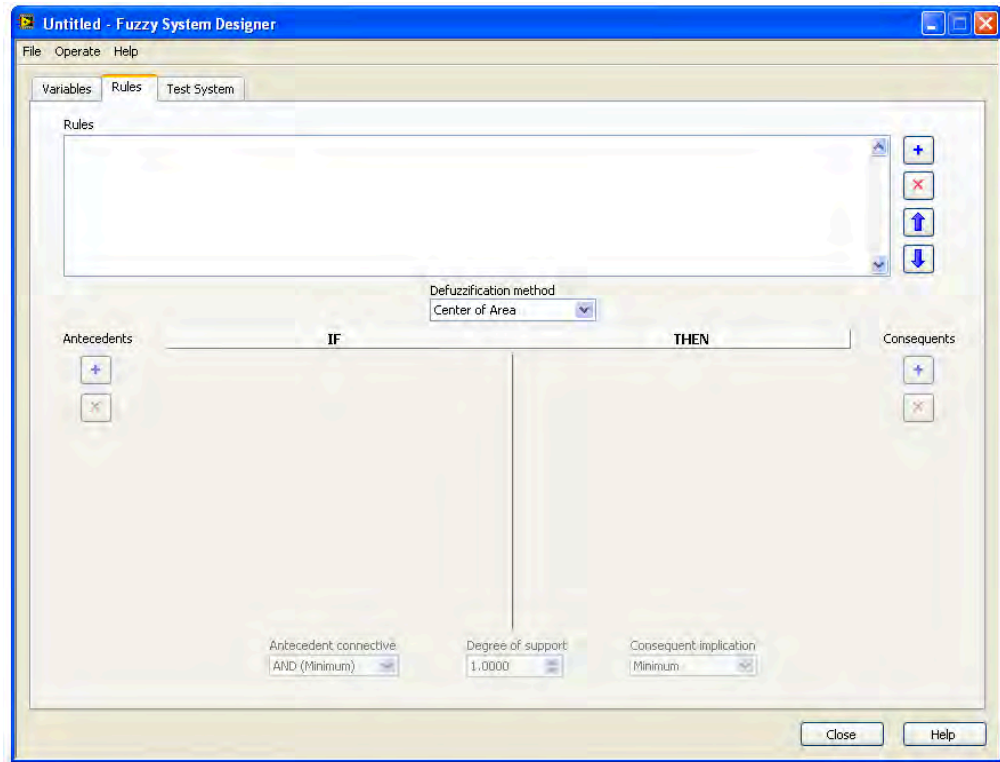 Untitled - Fuzzy System Designer
File Operate Help
Variables Rules Test System
Rules
Defuzzification method
Center of Area
Antecedents IF THEN Consequents
Antecedent connective Degree of support Consequent implication
AND (Minimum) 1.0000 Minimum
Close Help